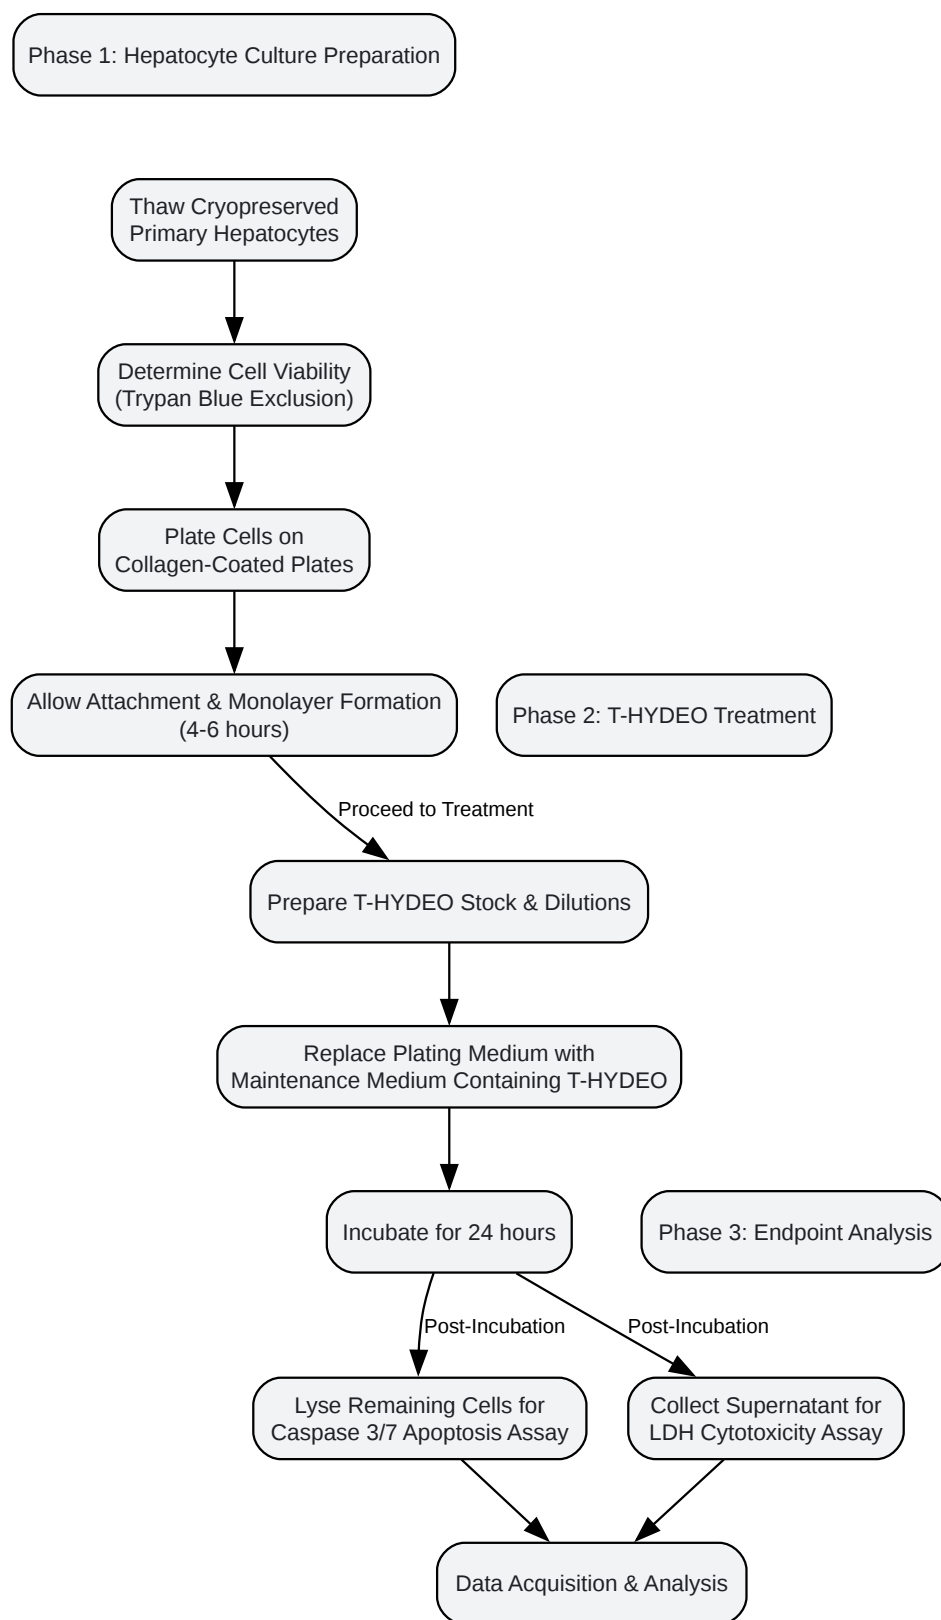 Phase 1: Hepatocyte Culture Preparation
Thaw Cryopreserved
Primary Hepatocytes
Determine Cell Viability
(Trypan Blue Exclusion)
Plate Cells on
Collagen-Coated Plates
Allow Attachment & Monolayer Formation
(4-6 hours)
Phase 2: T-HYDEO Treatment
Proceed to Treatment
Prepare T-HYDEO Stock & Dilutions
Replace Plating Medium with
Maintenance Medium Containing T-HYDEO
Incubate for 24 hours
Phase 3: Endpoint Analysis
Post-Incubation
Post-Incubation
Lyse Remaining Cells for
Caspase 3/7 Apoptosis Assay
Collect Supernatant for
LDH Cytotoxicity Assay
Data Acquisition & Analysis